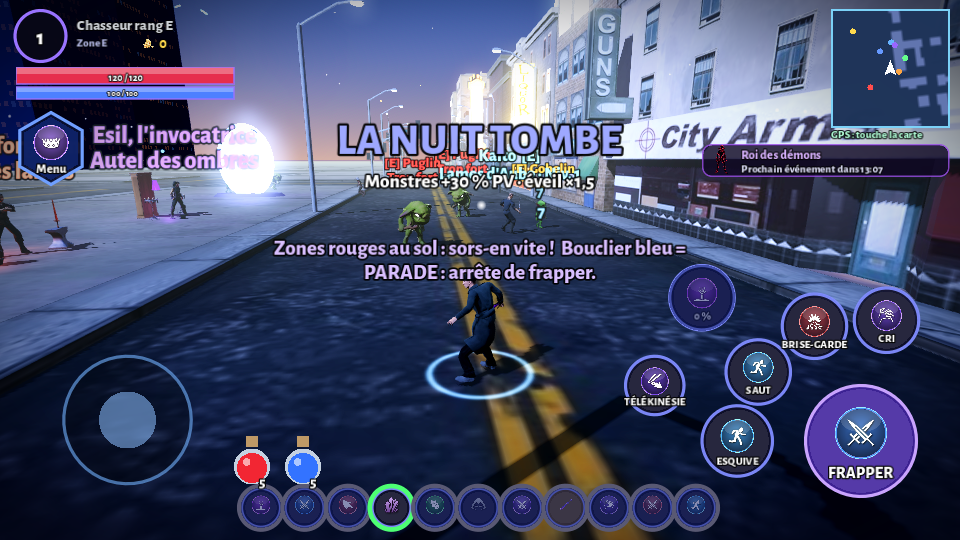 1
Chasseur rang E
Zone E
0
120/120
100/100
Menu
Esil, l'invocatrice
Autel des ombres
LA NUIT TOMBE
Kaito [E]
[E] Gobelin
Monstres +30 % PV · éveil ×1,5
7
Zones rouges au sol : sors-en vite ! Bouclier bleu =
PARADE : arrête de frapper.
GUNS
City Arm
GPS : touche la carte
Roi des démons
Prochain événement dans 13:07
0 %
BRISE-GARDE
CRI
SAUT
TÉLÉKINÉSIE
ESQUIVE
FRAPPER
5
5